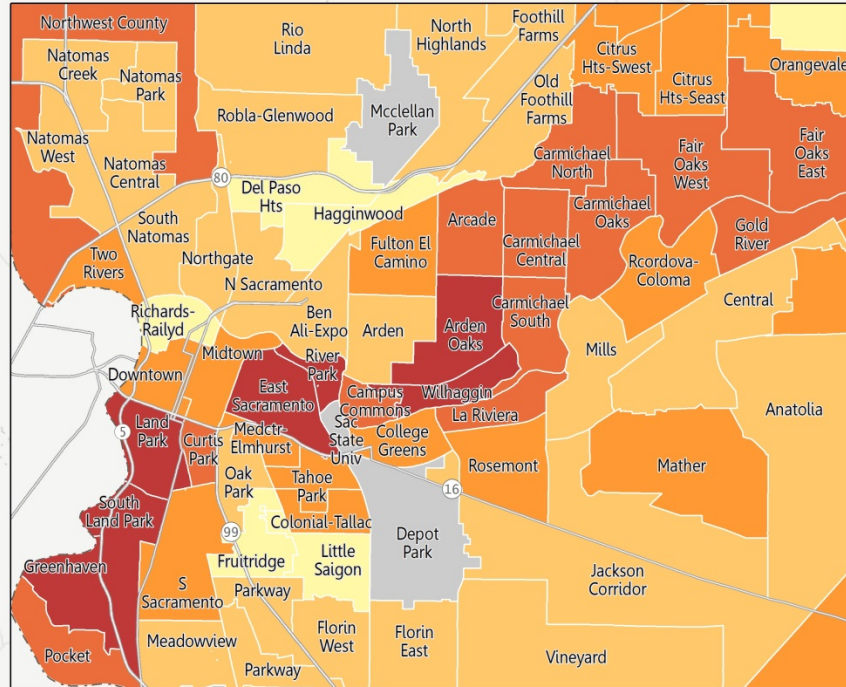 Northwest County
Rio
Linda
North
Highlands
Foothill
Farms
Citrus
Hts-Swest
Citrus
Hts-Seast
Orangevale
Natomas
Creek
Natomas
Park
Robla-Glenwood
Mcclellan
Park
Old
Foothill
Farms
Natomas
West
Natomas
Central
80
Del Paso
Hts
Hagginwood
Carmichael
North
Fair
Oaks
West
Fair
Oaks
East
South
Natomas
Two
Rivers
Northgate
Fulton El
Camino
Arcade
Carmichael
Central
Carmichael
Oaks
Gold
River
Rcordova-
Coloma
N Sacramento
Richards-
Railyd
Ben
Ali-Expo
Arden
Arden
Oaks
Carmichael
South
Central
Mills
Midtown
Downtown
River
Park
East
Sacramento
Campus
Commons
Wilhaggin
La Riviera
Anatolia
5
Land
Park
Curtis
Park
Medctr-
Elmhurst
Sac
State
Univ
College
Greens
Rosemont
Mather
Oak
Park
Tahoe
Park
16
South
Land Park
99
Colonial-Tallac
Depot
Park
Greenhaven
Fruitridge
Little
Saigon
S
Sacramento
Parkway
Jackson
Corridor
Pocket
Meadowview
Parkway
Florin
West
Florin
East
Vineyard